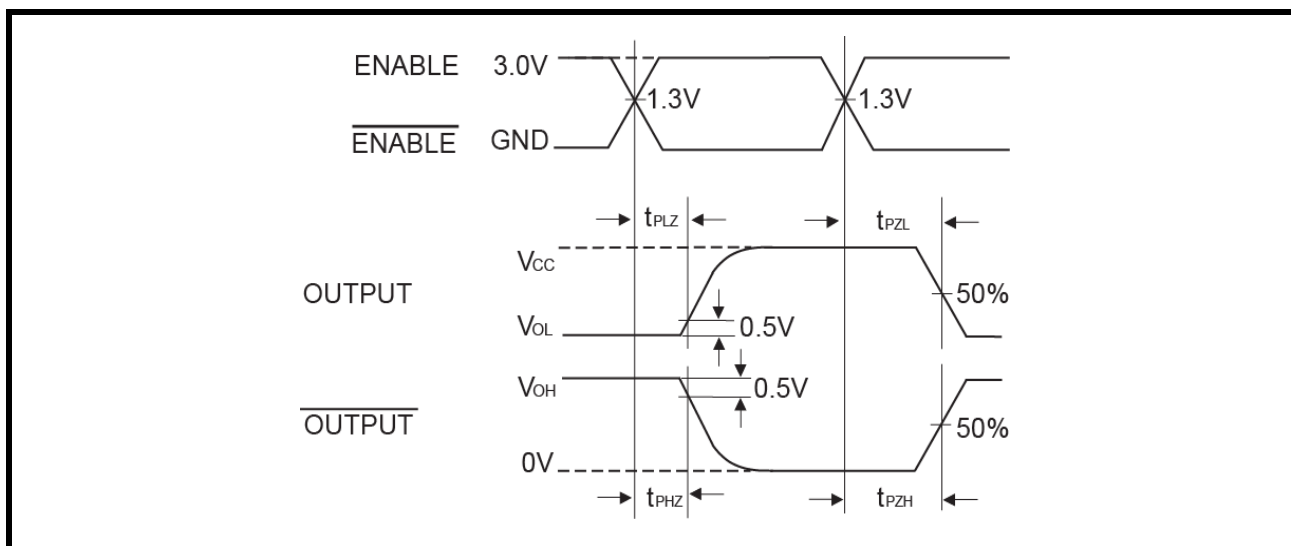 ENABLE 3.0V
1.3V 1.3V
ENABLE GND
tPLZ tPZL
VCC
OUTPUT 50%
VOL 0.5V
VOH 0.5V
OUTPUT 50%
0V
tPHZ tPZH